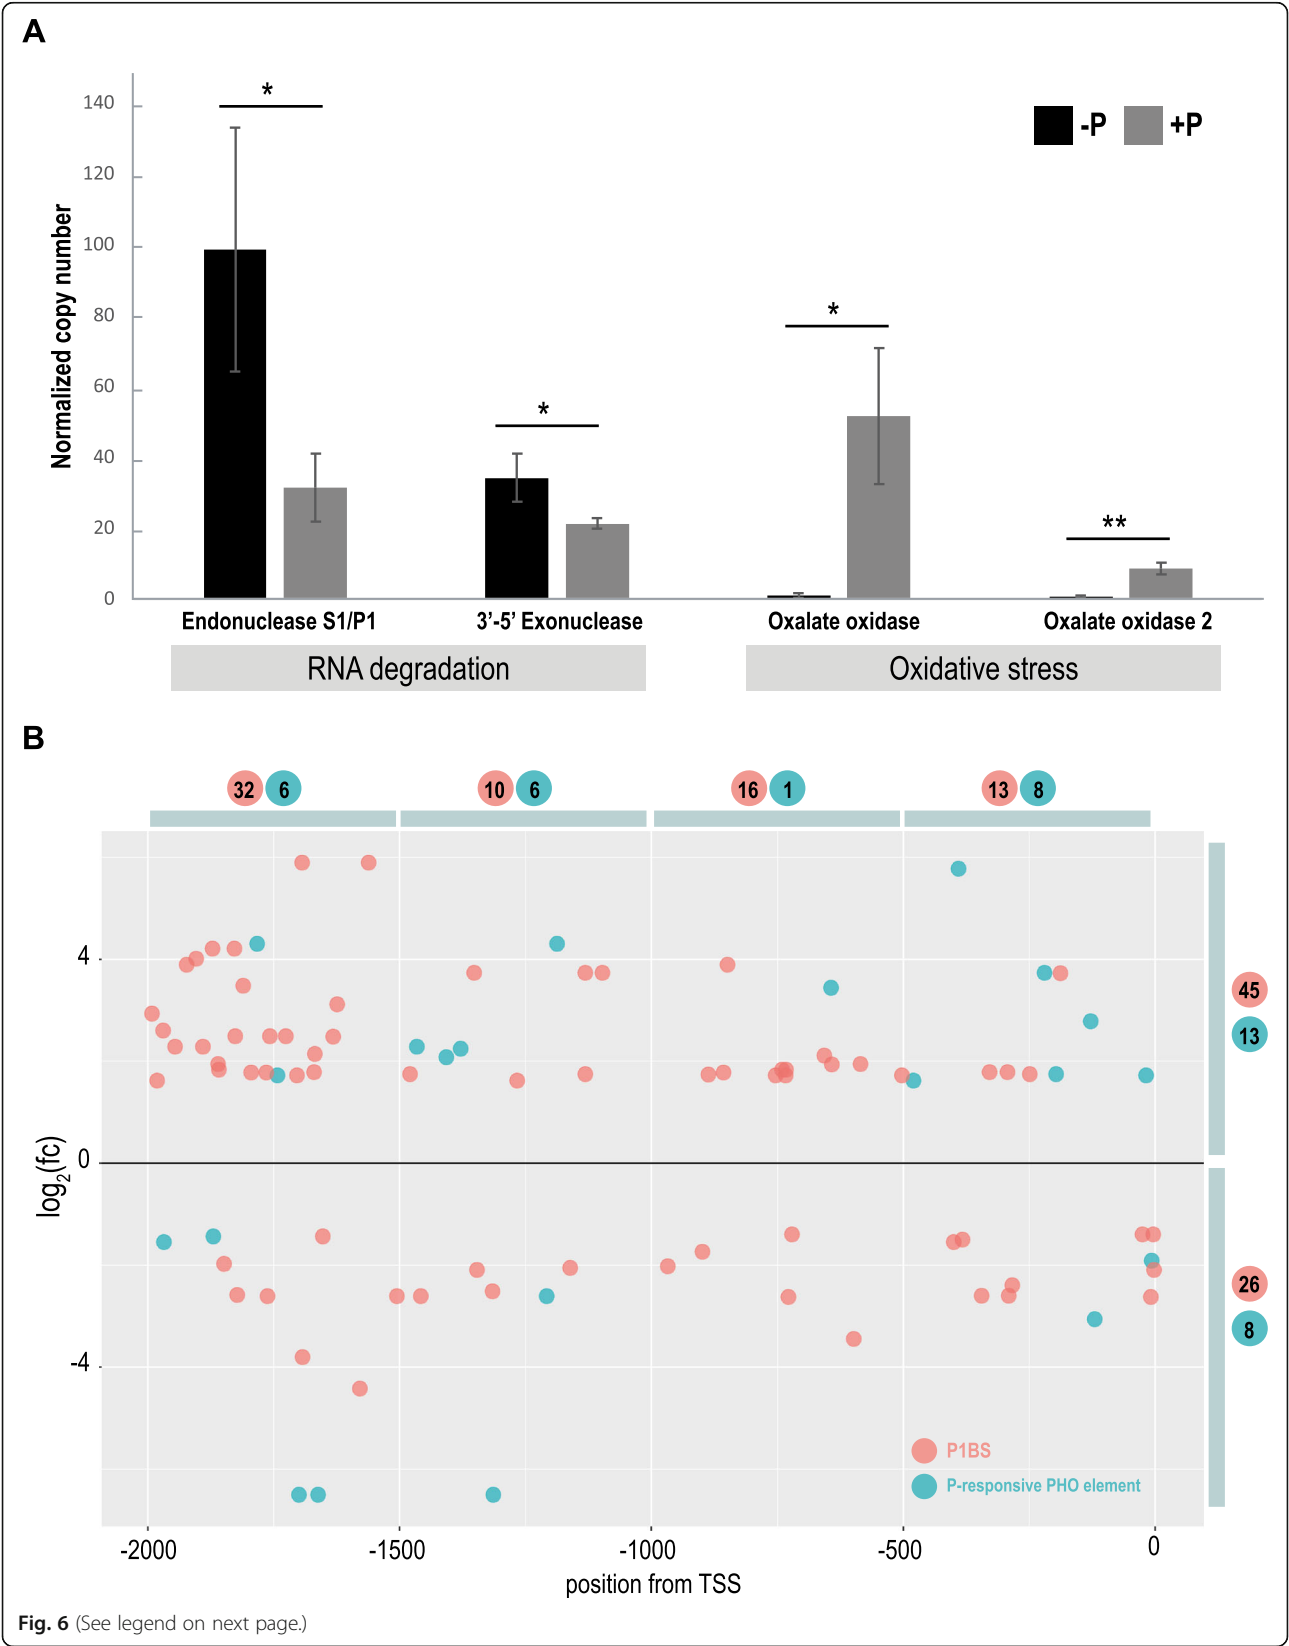 A
140
120
100
80
60
40
20
0
Normalized copy number
*
*
*
**
-P +P
Endonuclease S1/P1 3’-5’ Exonuclease Oxalate oxidase Oxalate oxidase 2
RNA degradation Oxidative stress
B
32 6 10 6 16 1 13 8
4
0
-4
log2(fc)
45
13
26
8
P1BS
P-responsive PHO element
-2000 -1500 -1000 -500 0
position from TSS
Fig. 6 (See legend on next page.)